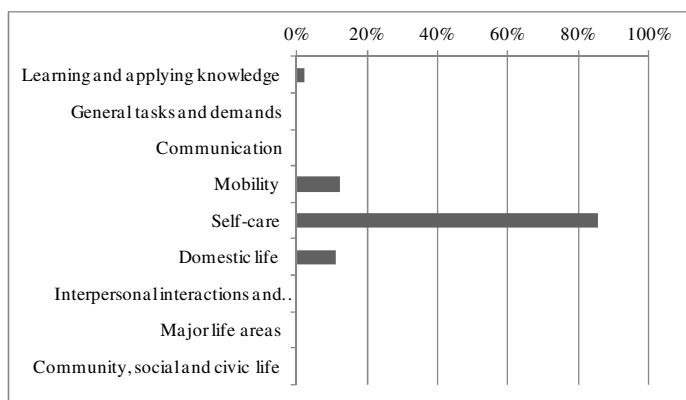 0% 20% 40% 60% 80% 100%
Learning and applying knowledge
General tasks and demands
Communication
Mobility
Self-care
Domestic life
Interpersonal interactions and..
Major life areas
Community, social and civic life